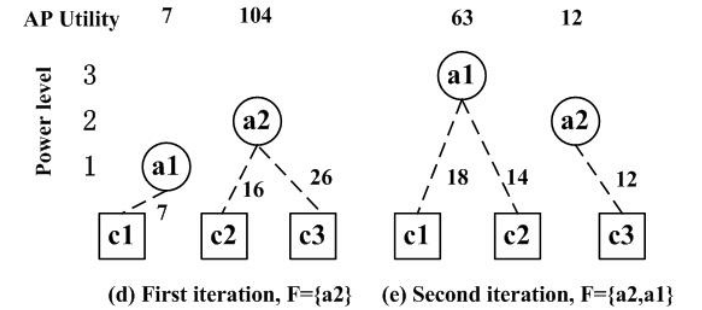 AP Utility 7 104 63 12
Power level
3 a1
2 a2 a2
1 a1
18 14 12
16 26
7
c1 c2 c3 c1 c2 c3
(d) First iteration, F={a2} (e) Second iteration, F={a2,a1}